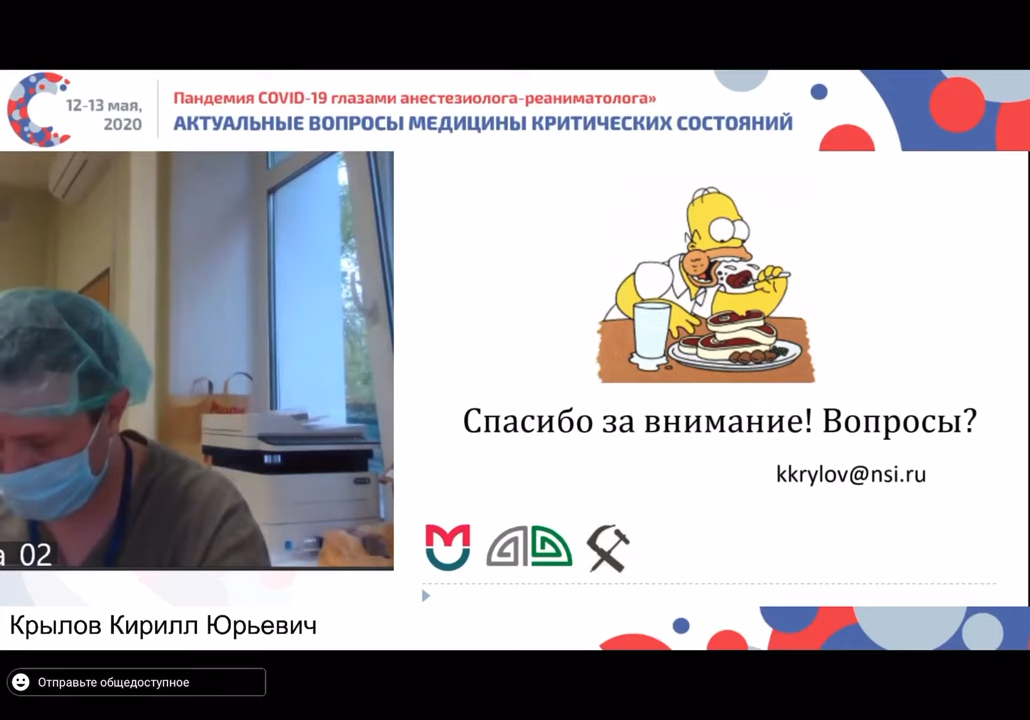 12-13 мая,
2020
Пандемия COVID-19 глазами анестезиолога-реаниматолога»
АКТУАЛЬНЫЕ ВОПРОСЫ МЕДИЦИНЫ КРИТИЧЕСКИХ СОСТОЯНИЙ
Спасибо за внимание! Вопросы?
kkrylov@nsi.ru
а_02
Крылов Кирилл Юрьевич
Отправьте общедоступное